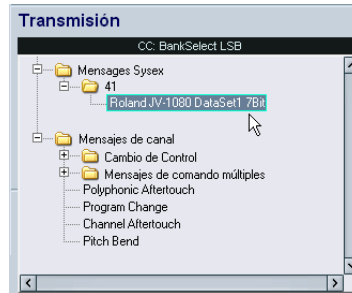 Transmisión
CC: BankSelect LSB
Mensages Sysex
41
Roland JV-1080 DataSet1 7Bit
Mensajes de canal
Cambio de Control
Mensajes de comando múltiples
Polyphonic Aftertouch
Program Change
Channel Aftertouch
Pitch Bend